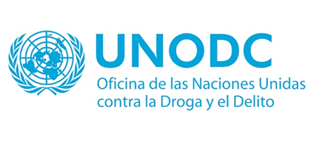 UNODC
Oficina de las Naciones Unidas
contra la Droga y el Delito